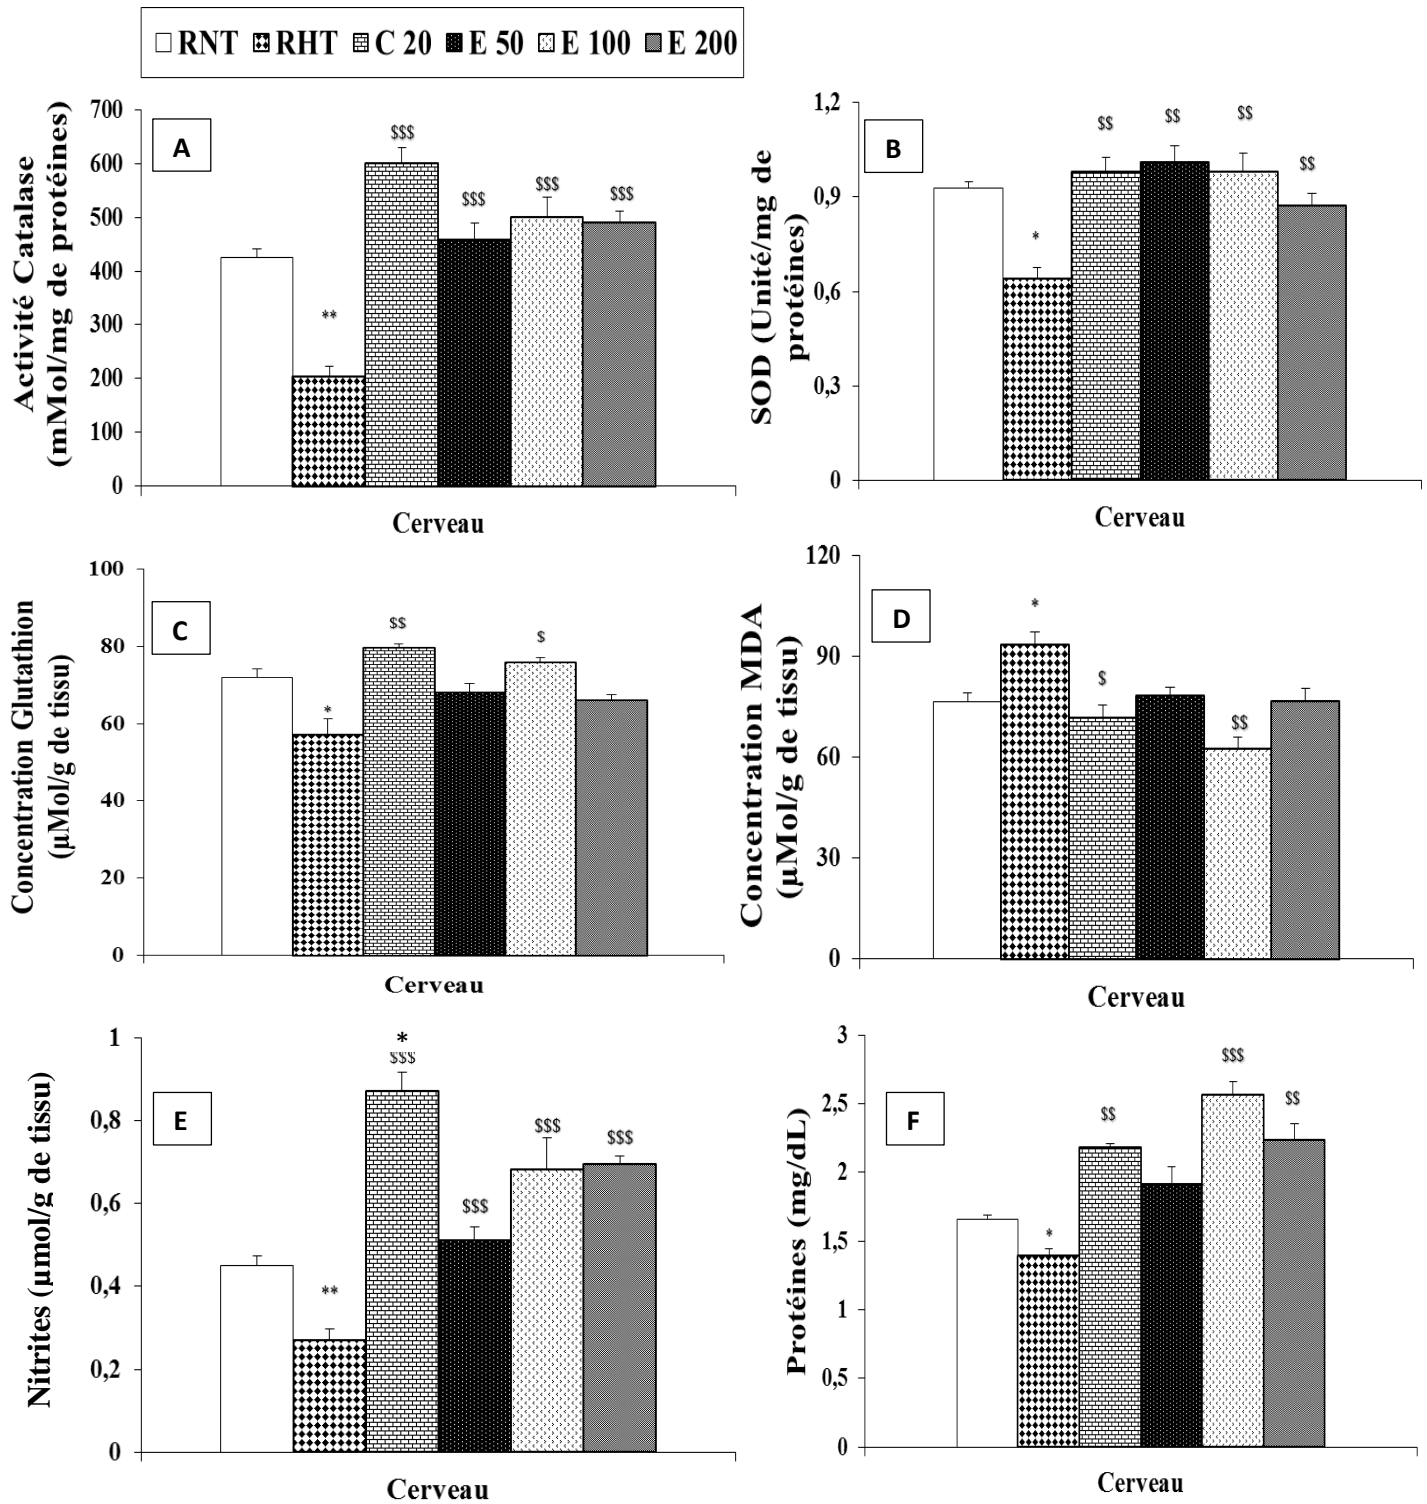 RNT RHT C 20 E 50 E 100 E 200
A
Activité Catalase
(mMol/mg de protéines)
700
600
500
400
300
200
100
0
**
$$$
$$$
$$$
$$$
Cerveau
B
SOD (Unité/mg de
protéines)
1,2
0,9
0,6
0,3
0
*
$$
$$
$$
$$
Cerveau
C
Concentration Glutathion
(µMol/g de tissu)
100
80
60
40
20
0
*
$$
$
Cerveau
D
Concentration MDA
(µMol/g de tissu)
120
90
60
30
0
*
$
$$
Cerveau
E
Nitrites (µmol/g de tissu)
1
0,8
0,6
0,4
0,2
0
**
*
$$$
$$$
$$$
$$$
Cerveau
F
Protéines (mg/dL)
3
2,5
2
1,5
1
0,5
0
*
$$
$$$
$$
Cerveau